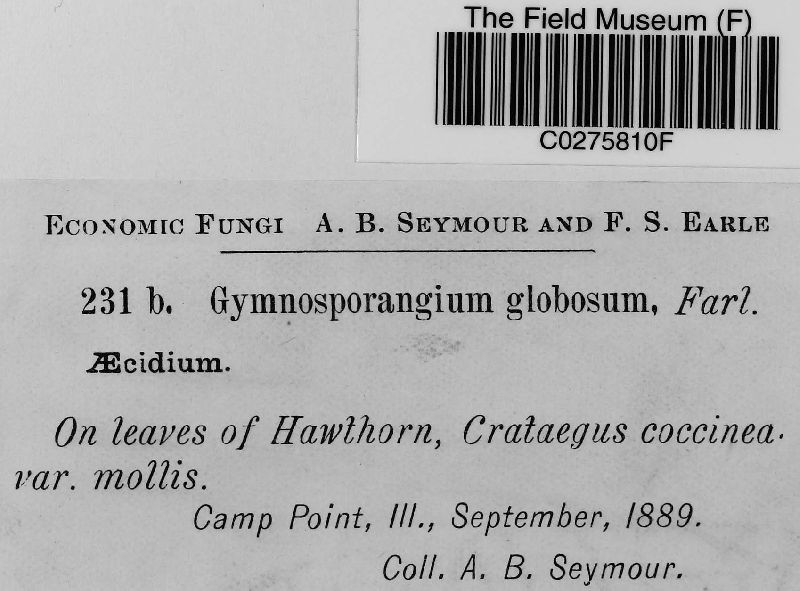 The Field Museum (F)
C0275810F
ECONOMIC FUNGI A. B. SEYMOUR AND F. S. EARLE
231 b. Gymnosporangium globosum, Farl.
Æcidium.
On leaves of Hawthorn, Crataegus coccinea.
var. mollis.
Camp Point, Ill., September, 1889.
Coll. A. B. Seymour.